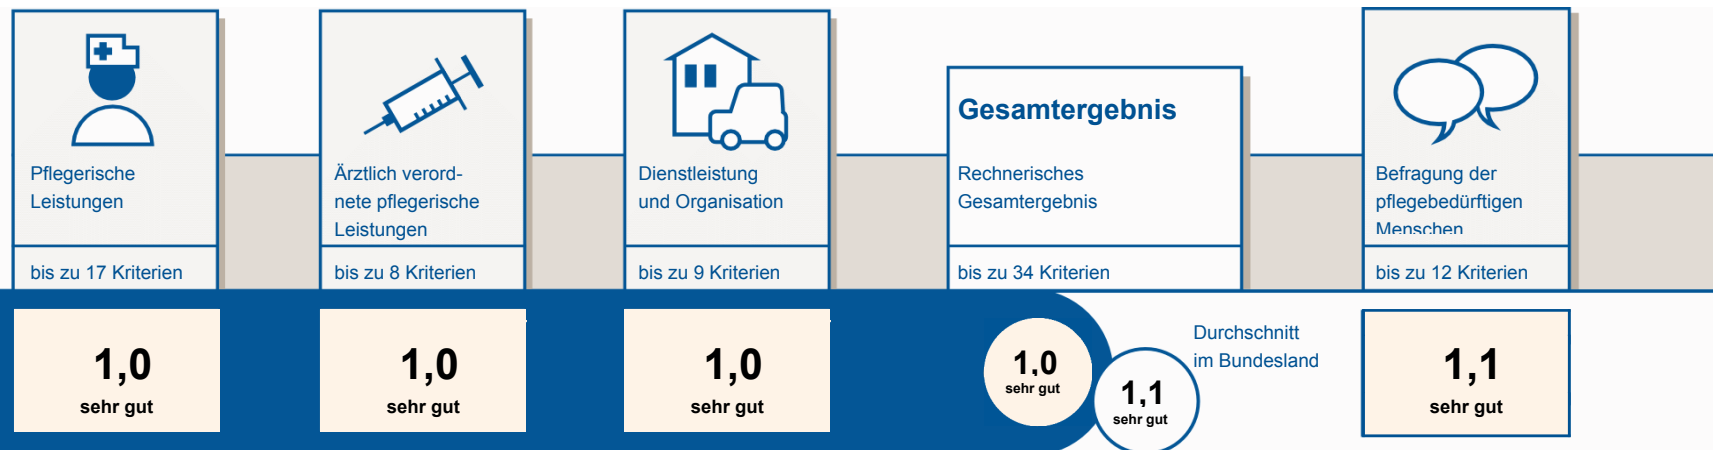 Pflegerische
Leistungen
bis zu 17 Kriterien
1,0
sehr gut
Ärztlich verord-
nete pflegerische
Leistungen
bis zu 8 Kriterien
1,0
sehr gut
Dienstleistung
und Organisation
bis zu 9 Kriterien
1,0
sehr gut
Gesamtergebnis
Rechnerisches
Gesamtergebnis
bis zu 34 Kriterien
1,0
sehr gut
1,1
sehr gut
Durchschnitt
im Bundesland
Befragung der
pflegebedürftigen
Menschen
bis zu 12 Kriterien
1,1
sehr gut